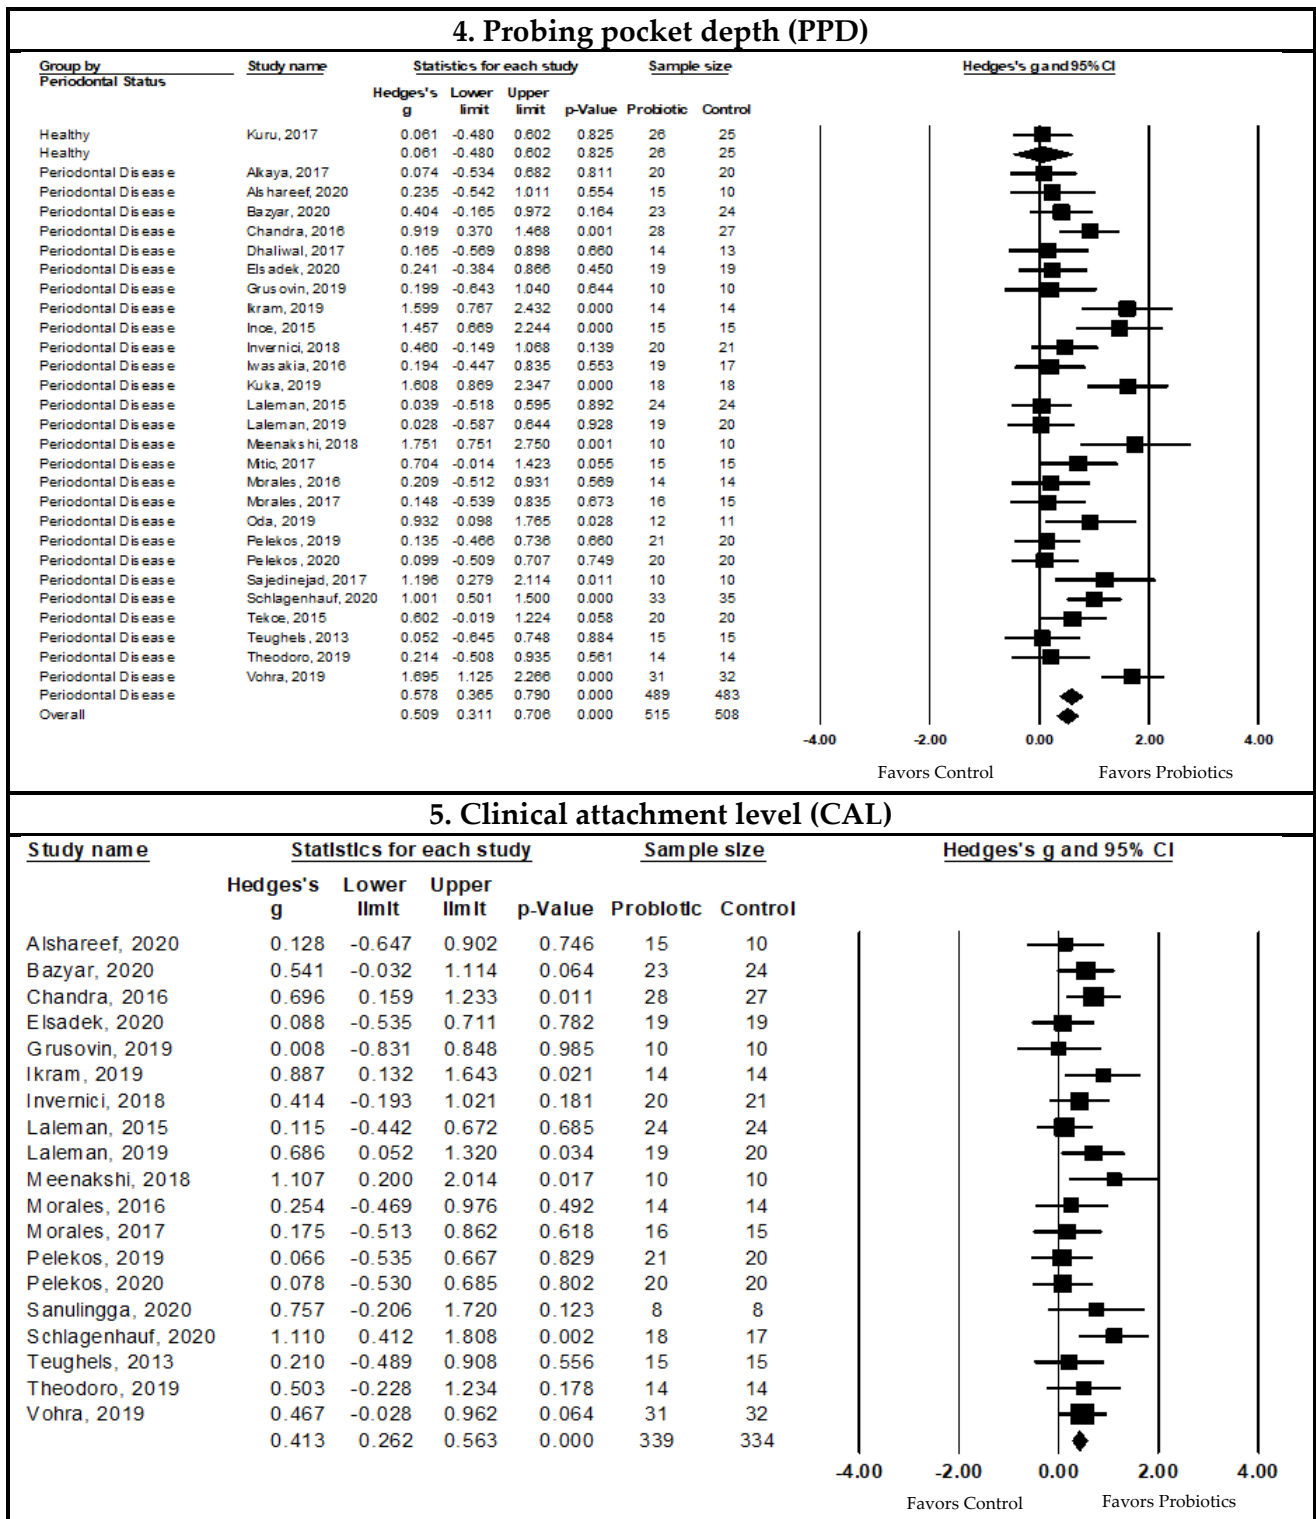 4. Probing pocket depth (PPD)
Group by Study name Statistics for each study Sample size Hedges's g and 95% CI
Periodontal Status
Hedges's Lower Upper
g limit limit p-Value Probiotic Control
Healthy Kuru, 2017 0.061 -0.480 0.602 0.825 26 25
Healthy 0.061 -0.480 0.602 0.825 26 25
Periodontal Disease Alkaya, 2017 0.074 -0.534 0.682 0.811 20 20
Periodontal Disease Alshareef, 2020 0.235 -0.542 1.011 0.554 15 10
Periodontal Disease Bazyar, 2020 0.404 -0.165 0.972 0.164 23 24
Periodontal Disease Chandra, 2016 0.919 0.370 1.468 0.001 28 27
Periodontal Disease Dhaliwal, 2017 0.165 -0.569 0.898 0.660 14 13
Periodontal Disease Elsadek, 2020 0.241 -0.384 0.866 0.450 19 19
Periodontal Disease Grusovin, 2019 0.199 -0.643 1.040 0.644 10 10
Periodontal Disease Ikram, 2019 1.599 0.767 2.432 0.000 14 14
Periodontal Disease Ince, 2015 1.457 0.669 2.244 0.000 15 15
Periodontal Disease Invernici, 2018 0.460 -0.149 1.068 0.139 20 21
Periodontal Disease Iwasakia, 2016 0.194 -0.447 0.835 0.553 19 17
Periodontal Disease Kuka, 2019 1.608 0.869 2.347 0.000 18 18
Periodontal Disease Laleman, 2015 0.039 -0.518 0.595 0.892 24 24
Periodontal Disease Laleman, 2019 0.028 -0.587 0.644 0.928 19 20
Periodontal Disease Meenakshi, 2018 1.751 0.751 2.750 0.001 10 10
Periodontal Disease Mitic, 2017 0.704 -0.014 1.423 0.055 15 15
Periodontal Disease Morales, 2016 0.209 -0.512 0.931 0.569 14 14
Periodontal Disease Morales, 2017 0.148 -0.539 0.835 0.673 16 15
Periodontal Disease Oda, 2019 0.932 0.098 1.765 0.028 12 11
Periodontal Disease Pelekos, 2019 0.135 -0.466 0.736 0.660 21 20
Periodontal Disease Pelekos, 2020 0.099 -0.509 0.707 0.749 20 20
Periodontal Disease Sajedinejad, 2017 1.196 0.279 2.114 0.011 10 10
Periodontal Disease Schlagenhauf, 2020 1.001 0.501 1.500 0.000 33 35
Periodontal Disease Tekce, 2015 0.602 -0.019 1.224 0.058 20 20
Periodontal Disease Teughels, 2013 0.052 -0.645 0.748 0.884 15 15
Periodontal Disease Theodoro, 2019 0.214 -0.508 0.935 0.561 14 14
Periodontal Disease Vohra, 2019 1.695 1.125 2.266 0.000 31 32
Periodontal Disease 0.578 0.365 0.790 0.000 489 483
Overall 0.509 0.311 0.706 0.000 515 508
-4.00 -2.00 0.00 2.00 4.00
Favors Control Favors Probiotics
5. Clinical attachment level (CAL)
Study name Statistics for each study Sample size Hedges's g and 95% CI
Hedges's Lower Upper
g limit limit p-Value Probiotic Control
Alshareef, 2020 0.128 -0.647 0.902 0.746 15 10
Bazyar, 2020 0.541 -0.032 1.114 0.064 23 24
Chandra, 2016 0.696 0.159 1.233 0.011 28 27
Elsadek, 2020 0.088 -0.535 0.711 0.782 19 19
Grusovin, 2019 0.008 -0.831 0.848 0.985 10 10
Ikram, 2019 0.887 0.132 1.643 0.021 14 14
Invernici, 2018 0.414 -0.193 1.021 0.181 20 21
Laleman, 2015 0.115 -0.442 0.672 0.685 24 24
Laleman, 2019 0.686 0.052 1.320 0.034 19 20
Meenakshi, 2018 1.107 0.200 2.014 0.017 10 10
Morales, 2016 0.254 -0.469 0.976 0.492 14 14
Morales, 2017 0.175 -0.513 0.862 0.618 16 15
Pelekos, 2019 0.066 -0.535 0.667 0.829 21 20
Pelekos, 2020 0.078 -0.530 0.685 0.802 20 20
Sanulingga, 2020 0.757 -0.206 1.720 0.123 8 8
Schlagenhauf, 2020 1.110 0.412 1.808 0.002 18 17
Teughels, 2013 0.210 -0.489 0.908 0.556 15 15
Theodoro, 2019 0.503 -0.228 1.234 0.178 14 14
Vohra, 2019 0.467 -0.028 0.962 0.064 31 32
0.413 0.262 0.563 0.000 339 334
-4.00 -2.00 0.00 2.00 4.00
Favors Control Favors Probiotics